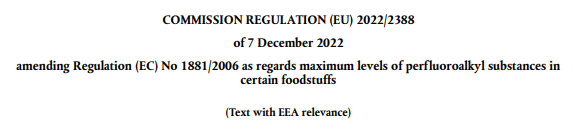 COMMISSION REGULATION (EU) 2022/2388
of 7 December 2022
amending Regulation (EC) No 1881/2006 as regards maximum levels of perfluoroalkyl substances in
certain foodstuffs
(Text with EEA relevance)